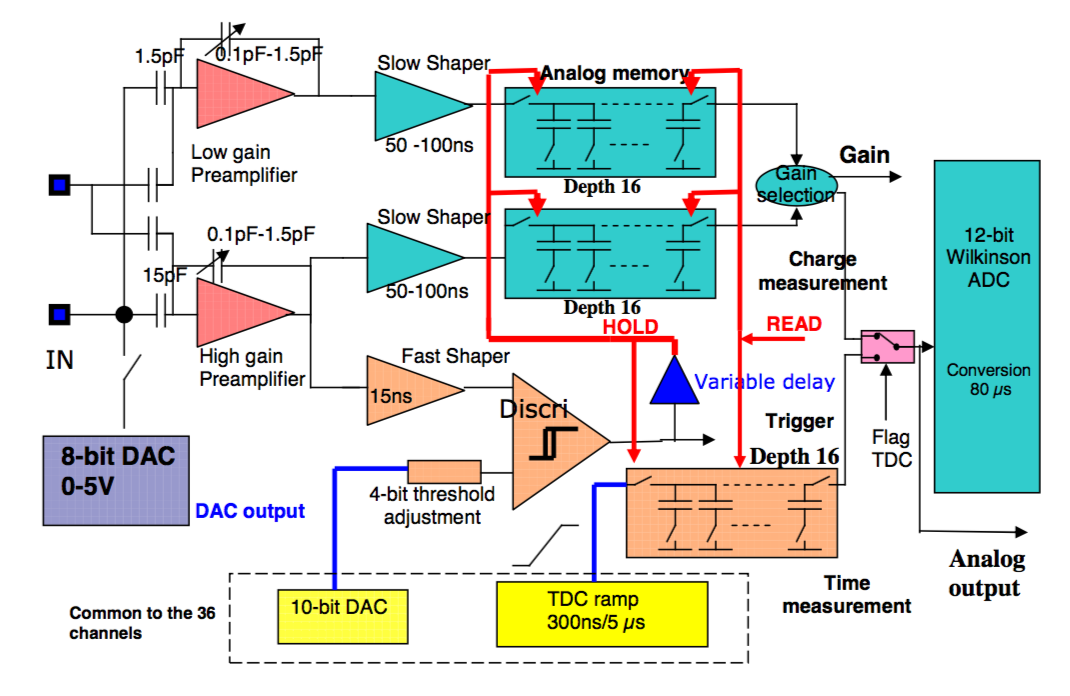 1.5pF
0.1pF-1.5pF
Slow Shaper
Analog memory
50 -100ns
Low gain
Preamplifier
Depth 16
Gain
Gain
selection
Slow Shaper
0.1pF-1.5pF
15pF
50-100ns
Depth 16
Charge
measurement
12-bit
Wilkinson
ADC
HOLD
READ
IN
High gain
Preamplifier
Fast Shaper
15ns
Discri
Variable delay
Conversion
80 µs
Trigger
Flag
TDC
8-bit DAC
0-5V
DAC output
4-bit threshold
adjustment
Depth 16
Analog
output
Time
measurement
Common to the 36
channels
10-bit DAC
TDC ramp
300ns/5 µs